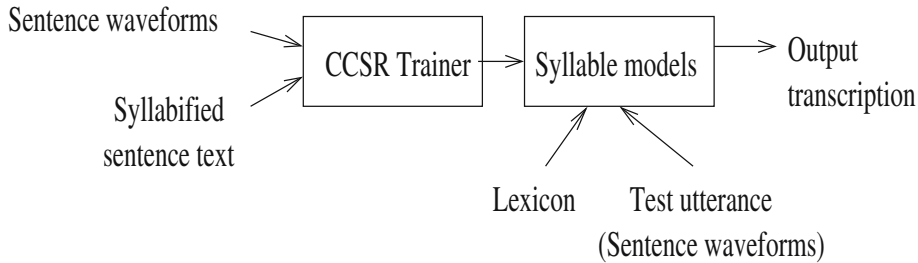 Sentence waveforms
Syllabified
sentence text
CCSR Trainer
Syllable models
Output
transcription
Lexicon
Test utterance
(Sentence waveforms)